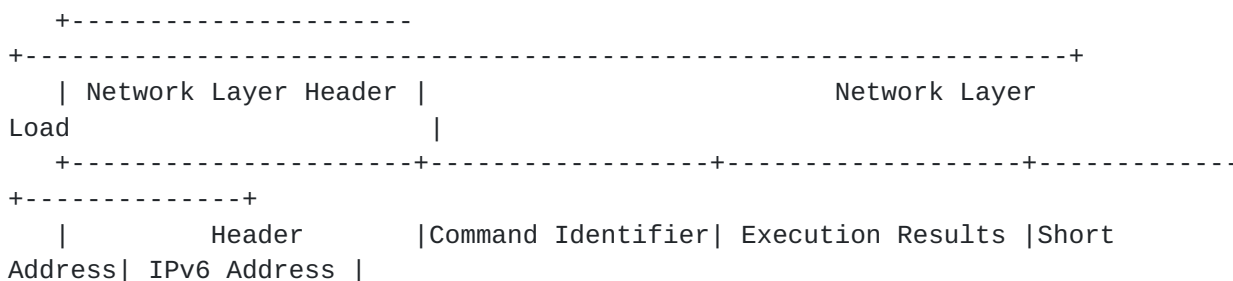 +----------------------
+-------------------------------------------------------------------+
| Network Layer Header |                          Network Layer
Load                       |
+----------------------+------------------+-------------------+-------------
+--------------+
|         Header       |Command Identifier| Execution Results |Short
Address| IPv6 Address |